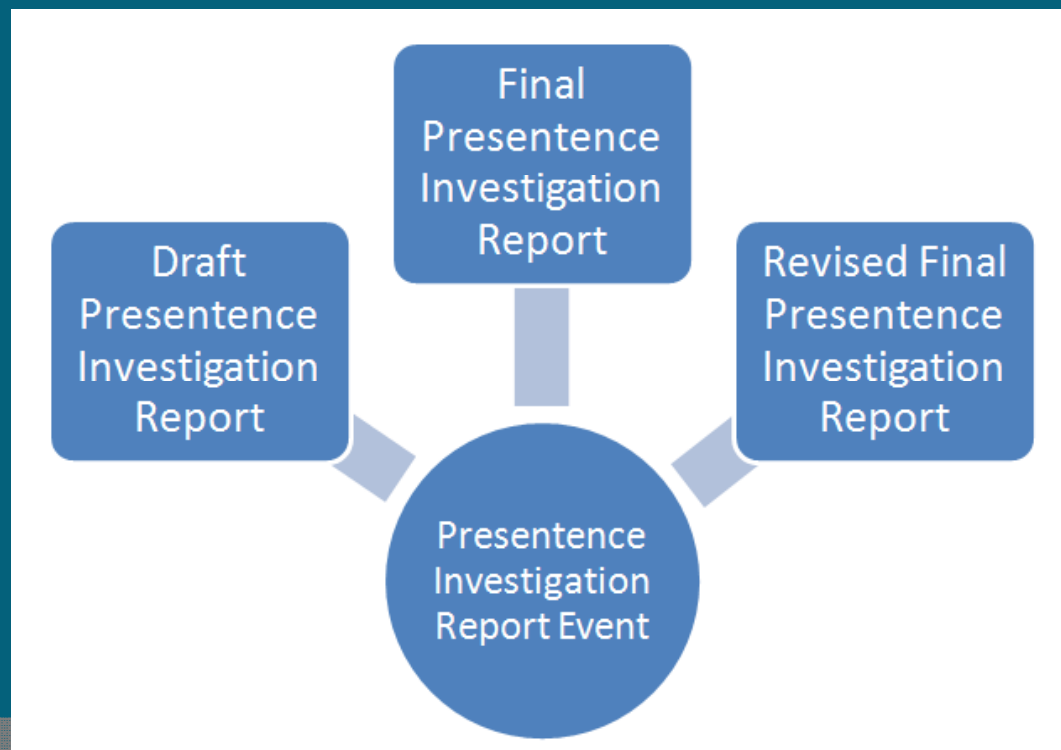 Final
Presentence
Investigation
Report
Draft
Presentence
Investigation
Report
Revised Final
Presentence
Investigation
Report
Presentence
Investigation
Report Event